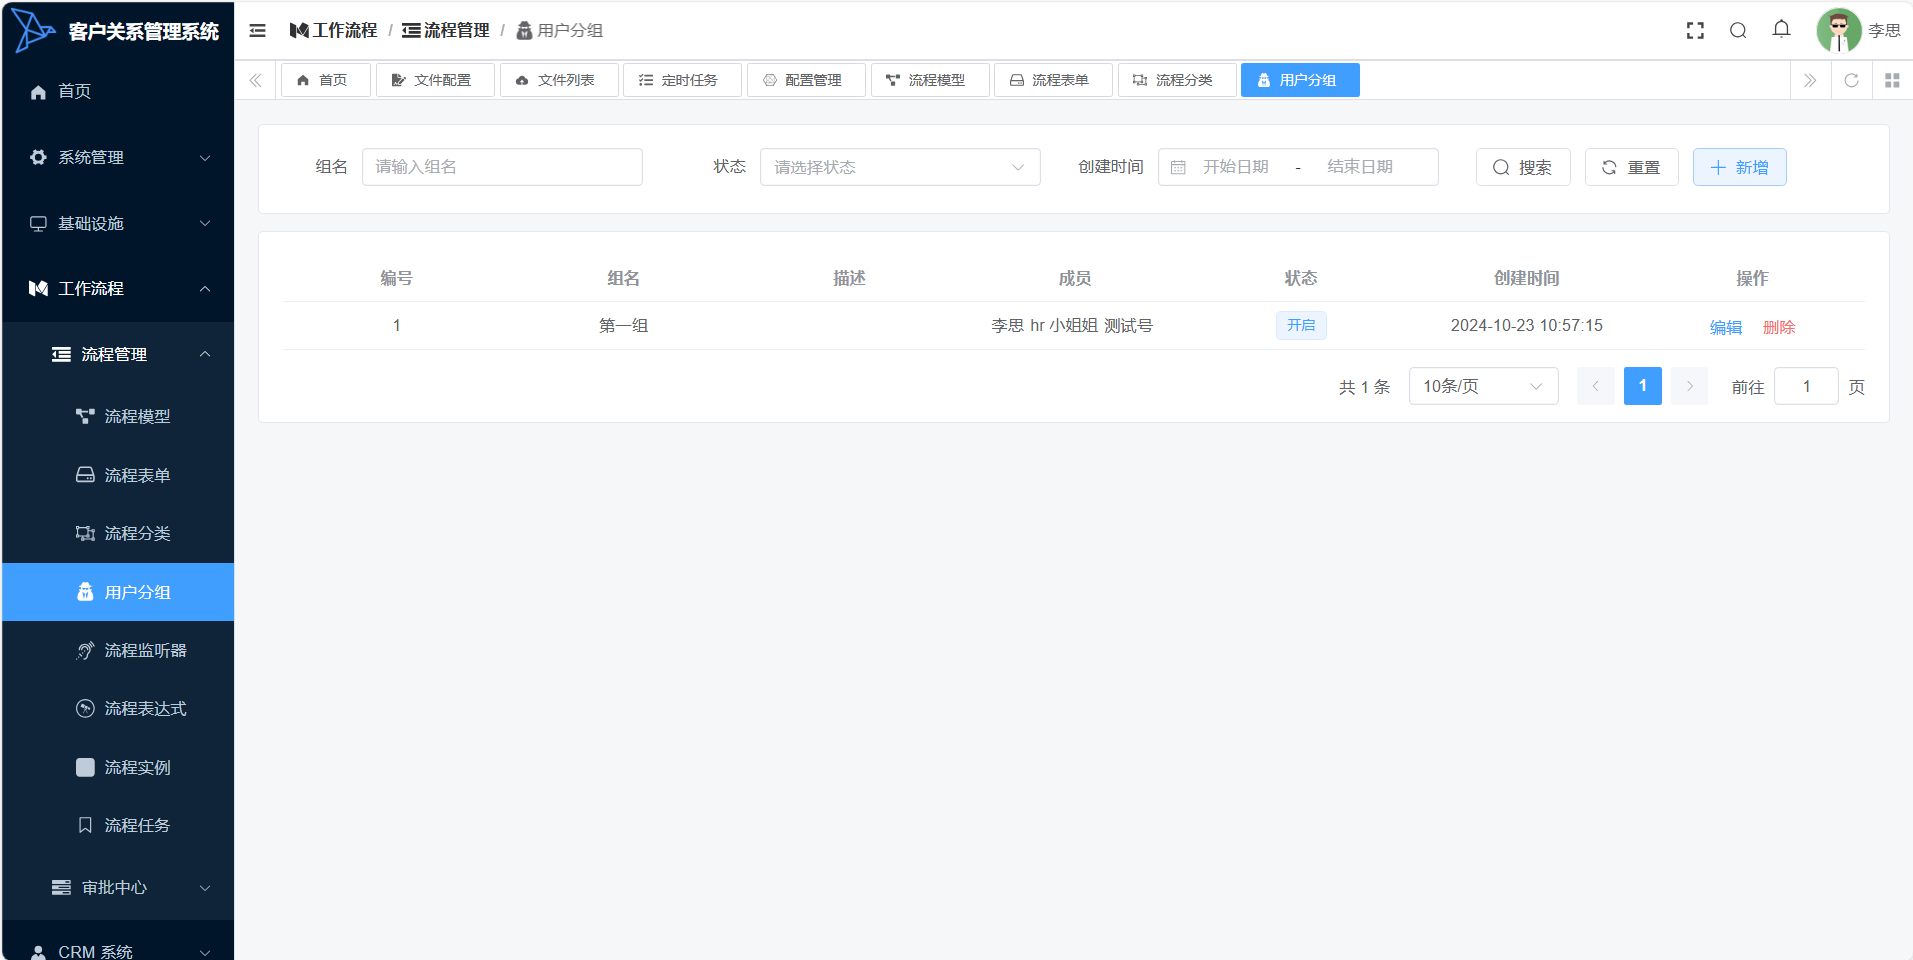 客户关系管理系统
工作流程 / 流程管理 / 用户分组
李思
首页
系统管理
基础设施
工作流程
流程管理
流程模型
流程表单
流程分类
用户分组
流程监听器
流程表达式
流程实例
流程任务
审批中心
CRM 系统
首页 文件配置 文件列表 定时任务 配置管理 流程模型 流程表单 流程分类 用户分组
组名 请输入组名 状态 请选择状态 创建时间 开始日期 - 结束日期 搜索 重置 新增
编号 组名 描述 成员 状态 创建时间 操作
1 第一组 李思 hr 小姐姐 测试号 开启 2024-10-23 10:57:15 编辑 删除
共 1 条 10条/页 1 前往 1 页